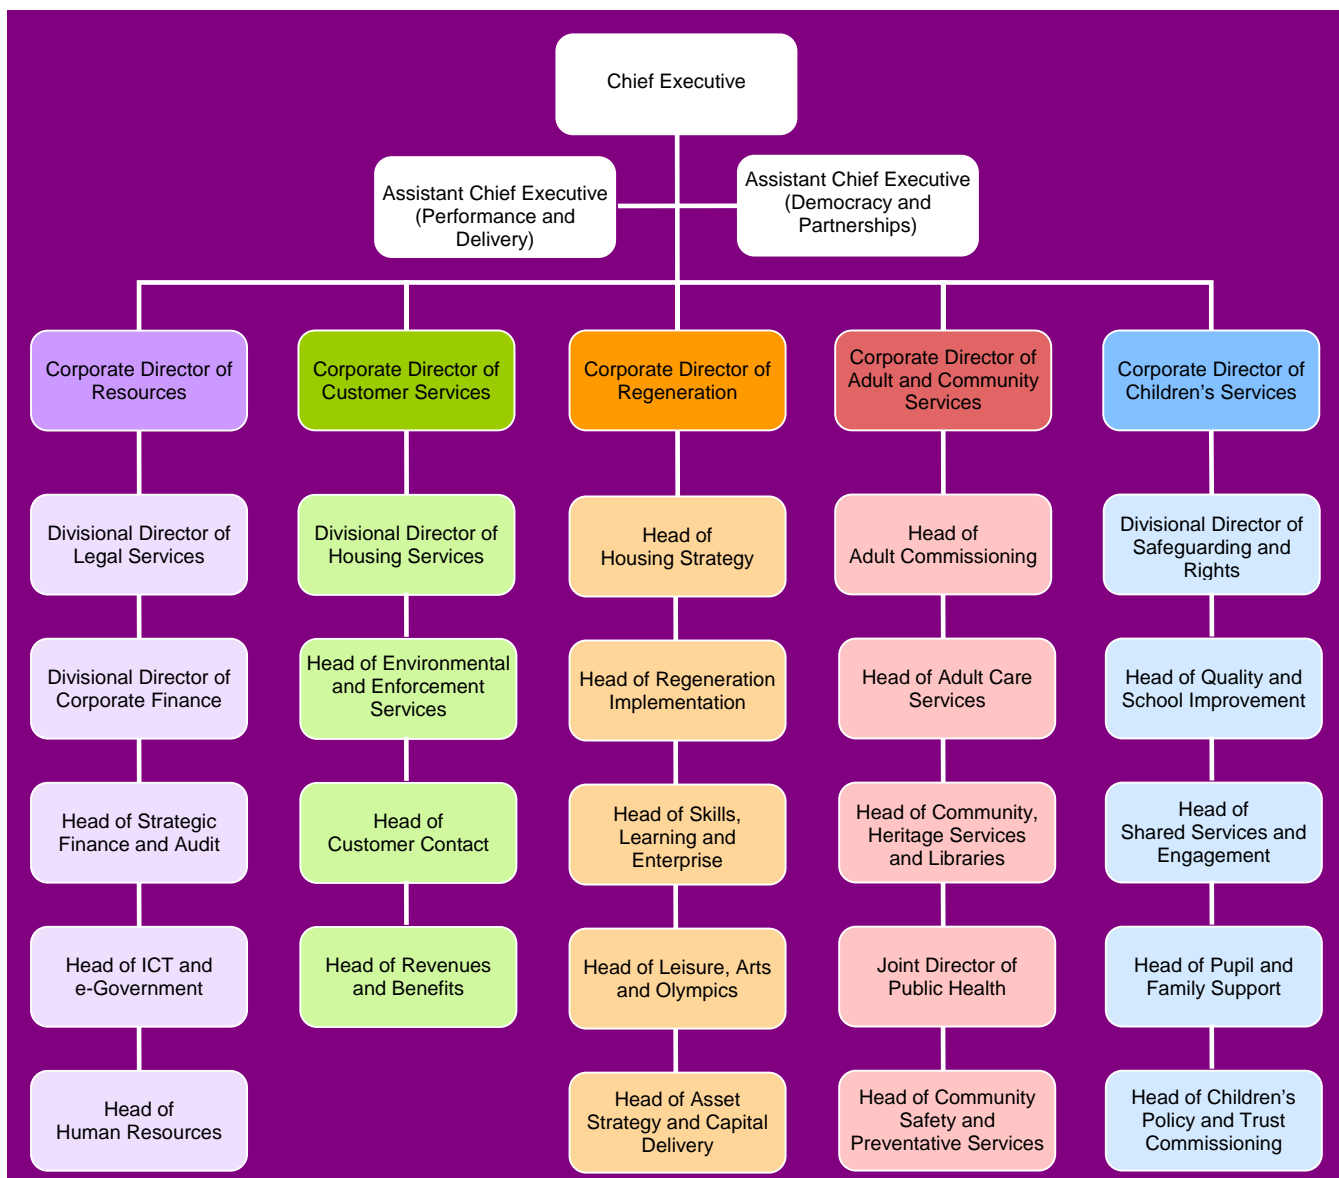 Chief Executive
Assistant Chief Executive
(Performance and
Delivery)
Assistant Chief Executive
(Democracy and
Partnerships)
Corporate Director of
Resources
Corporate Director of
Customer Services
Corporate Director of
Regeneration
Corporate Director of
Adult and Community
Services
Corporate Director of
Children’s Services
Divisional Director of
Legal Services
Divisional Director of
Housing Services
Head of
Housing Strategy
Head of
Adult Commissioning
Divisional Director of
Safeguarding and
Rights
Divisional Director of
Corporate Finance
Head of Environmental
and Enforcement
Services
Head of Regeneration
Implementation
Head of Adult Care
Services
Head of Quality and
School Improvement
Head of Strategic
Finance and Audit
Head of
Customer Contact
Head of Skills,
Learning and
Enterprise
Head of Community,
Heritage Services
and Libraries
Head of
Shared Services and
Engagement
Head of ICT and
e-Government
Head of Revenues
and Benefits
Head of Leisure, Arts
and Olympics
Joint Director of
Public Health
Head of Pupil and
Family Support
Head of
Human Resources
Head of Asset
Strategy and Capital
Delivery
Head of Community
Safety and
Preventative Services
Head of Children’s
Policy and Trust
Commissioning